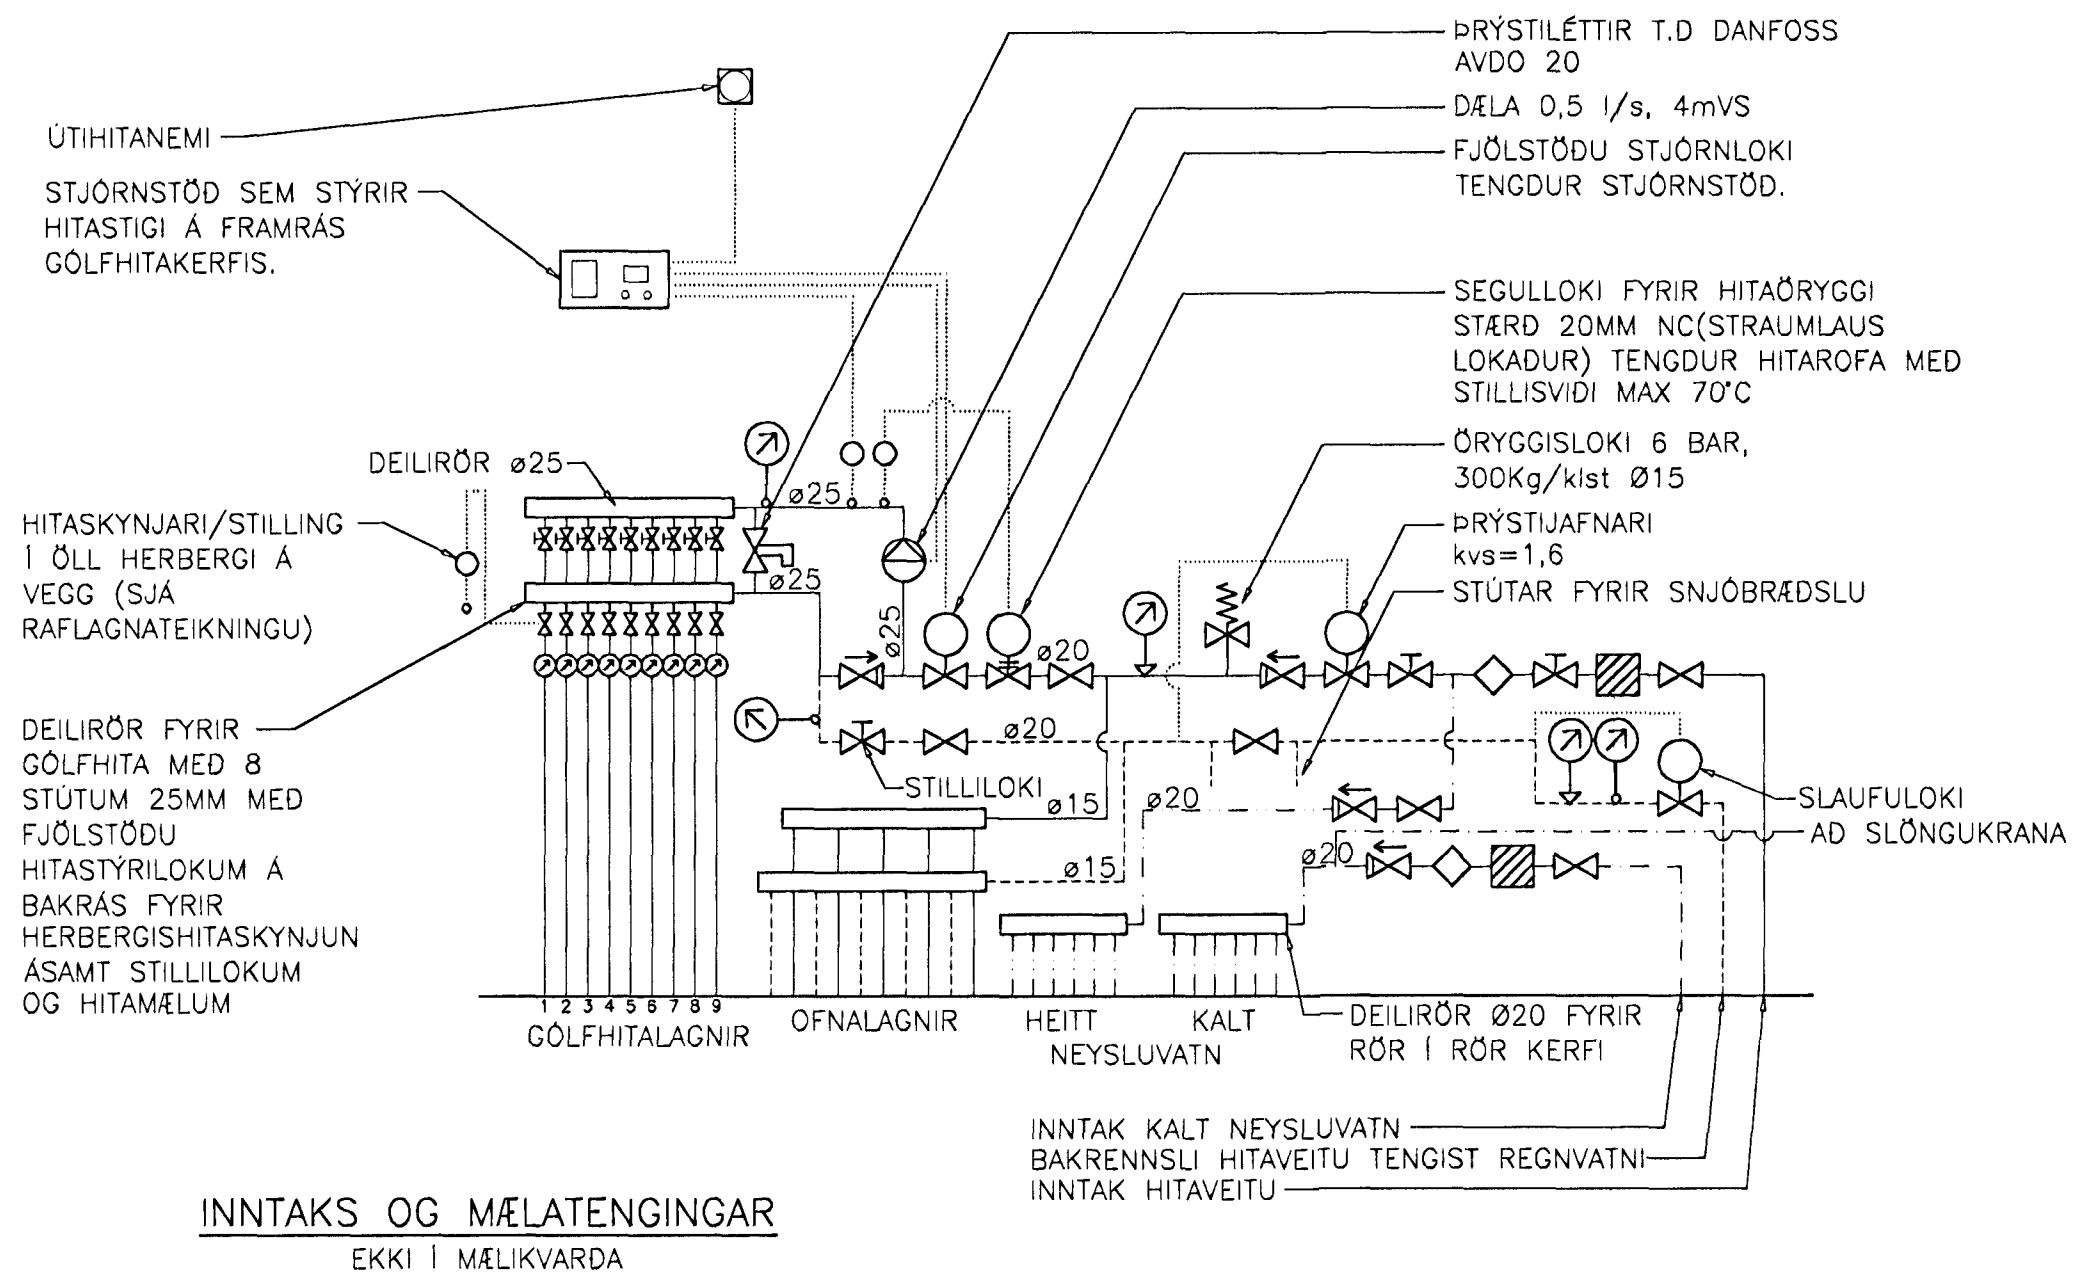 ÞRÝSTILÉTTIR T.D DANFOSS
AVDO 20
DÆLA 0,5 l/s, 4mVS
FJÖLSTÖÐU STJÓRNLOKI
TENGDUR STJÓRNSTÖÐ.
ÚTIHITANEMI
STJÓRNSTÖÐ SEM STÝRIR
HITASTIGI Á FRAMRÁS
GÓLFHITAKERFIS.
SEGULLOKI FYRIR HITAÖRYGGI
STÆRÐ 20MM NC(STRAUMLAUS
LOKAÐUR) TENGDUR HITAROFA MEÐ
STILLISVIÐI MAX 70°C
ÖRYGGISLOKI 6 BAR,
300Kg/klst Ø15
ÞRÝSTIJAFNARI
kvs=1,6
STÚTAR FYRIR SNJÓBRÆÐSLU
DEILIRÖR ø25
ø25
ø25
ø25
ø20
ø20
HITASKYNJARI/STILLING
Í ÖLL HERBERGI Á
VEGG (SJÁ
RAFLAGNATEIKNINGU)
DEILIRÖR FYRIR
GÓLFHITA MEÐ 8
STÚTUM 25MM MEÐ
FJÖLSTÖÐU
HITASTÝRILOKUM Á
BAKRÁS FYRIR
HERBERGISHITASKYNJUN
ÁSAMT STILLILOKUM
OG HITAMÆLUM
STILLILOKI
ø15
ø20
SLAUFULOKI
AÐ SLÖNGUKRANA
ø20
ø15
1 2 3 4 5 6 7 8 9
GÓLFHITALAGNIR
OFNALAGNIR
HEITT
KALT
NEYSLUVATN
DEILIRÖR Ø20 FYRIR
RÖR Í RÖR KERFI
INNTAK KALT NEYSLUVATN
BAKRENNSLI HITAVEITU TENGIST REGNVATNI
INNTAK HITAVEITU
INNTAKS OG MÆLATENGINGAR
EKKI Í MÆLIKVARÐA